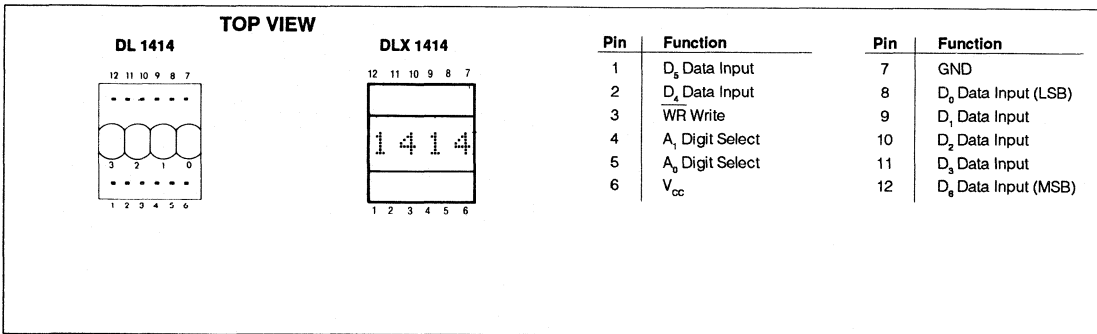 TOP VIEW
DL 1414
12 11 10 9 8 7
3 2 1 0
1 2 3 4 5 6
DLX 1414
12 11 10 9 8 7
1414
1 2 3 4 5 6
Pin Function
1 D₅ Data Input
2 D₄ Data Input
3 W̅R̅ Write
4 A₁ Digit Select
5 A₀ Digit Select
6 V_CC
Pin Function
7 GND
8 D₀ Data Input (LSB)
9 D₁ Data Input
10 D₂ Data Input
11 D₃ Data Input
12 D₆ Data Input (MSB)